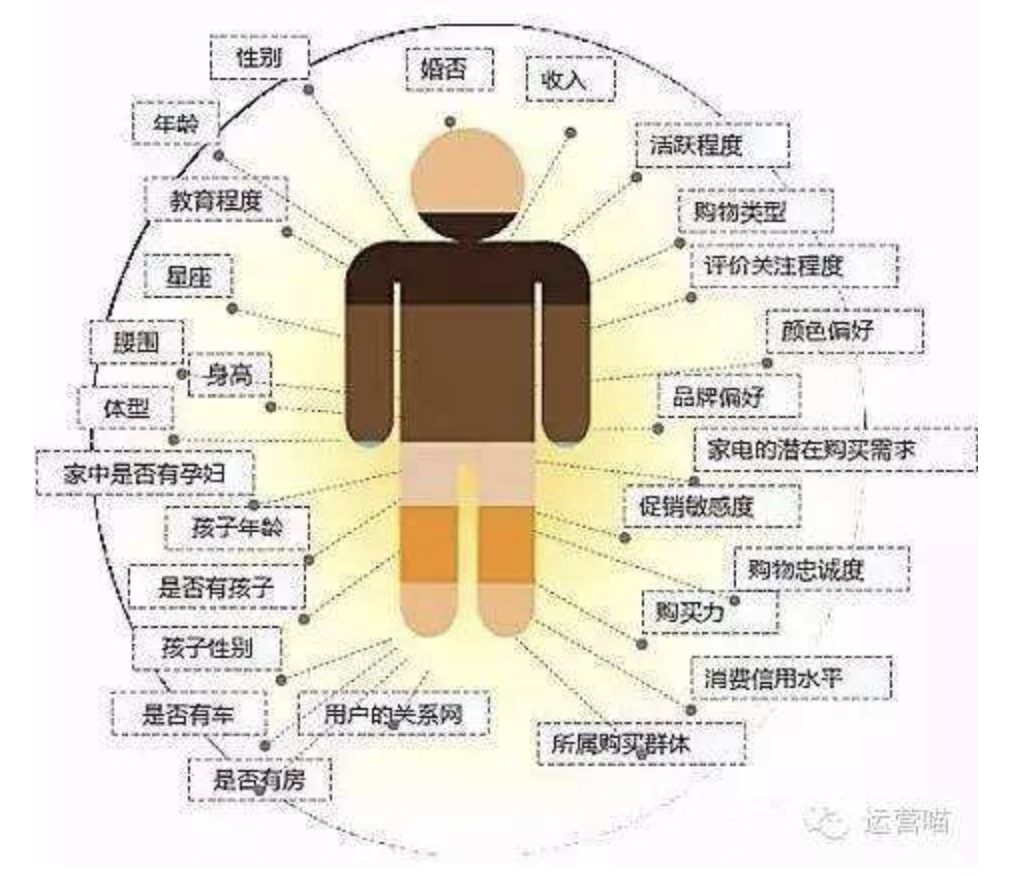 性别
婚否
收入
年龄
活跃程度
教育程度
购物类型
评价关注程度
星座
颜色偏好
腰围
身高
品牌偏好
体型
家电的潜在购买需求
家中是否有孕妇
促销敏感度
孩子年龄
购物忠诚度
是否有孩子
购买力
孩子性别
消费信用水平
是否有车
用户的关系网
所属购买群体
是否有房
运营喵